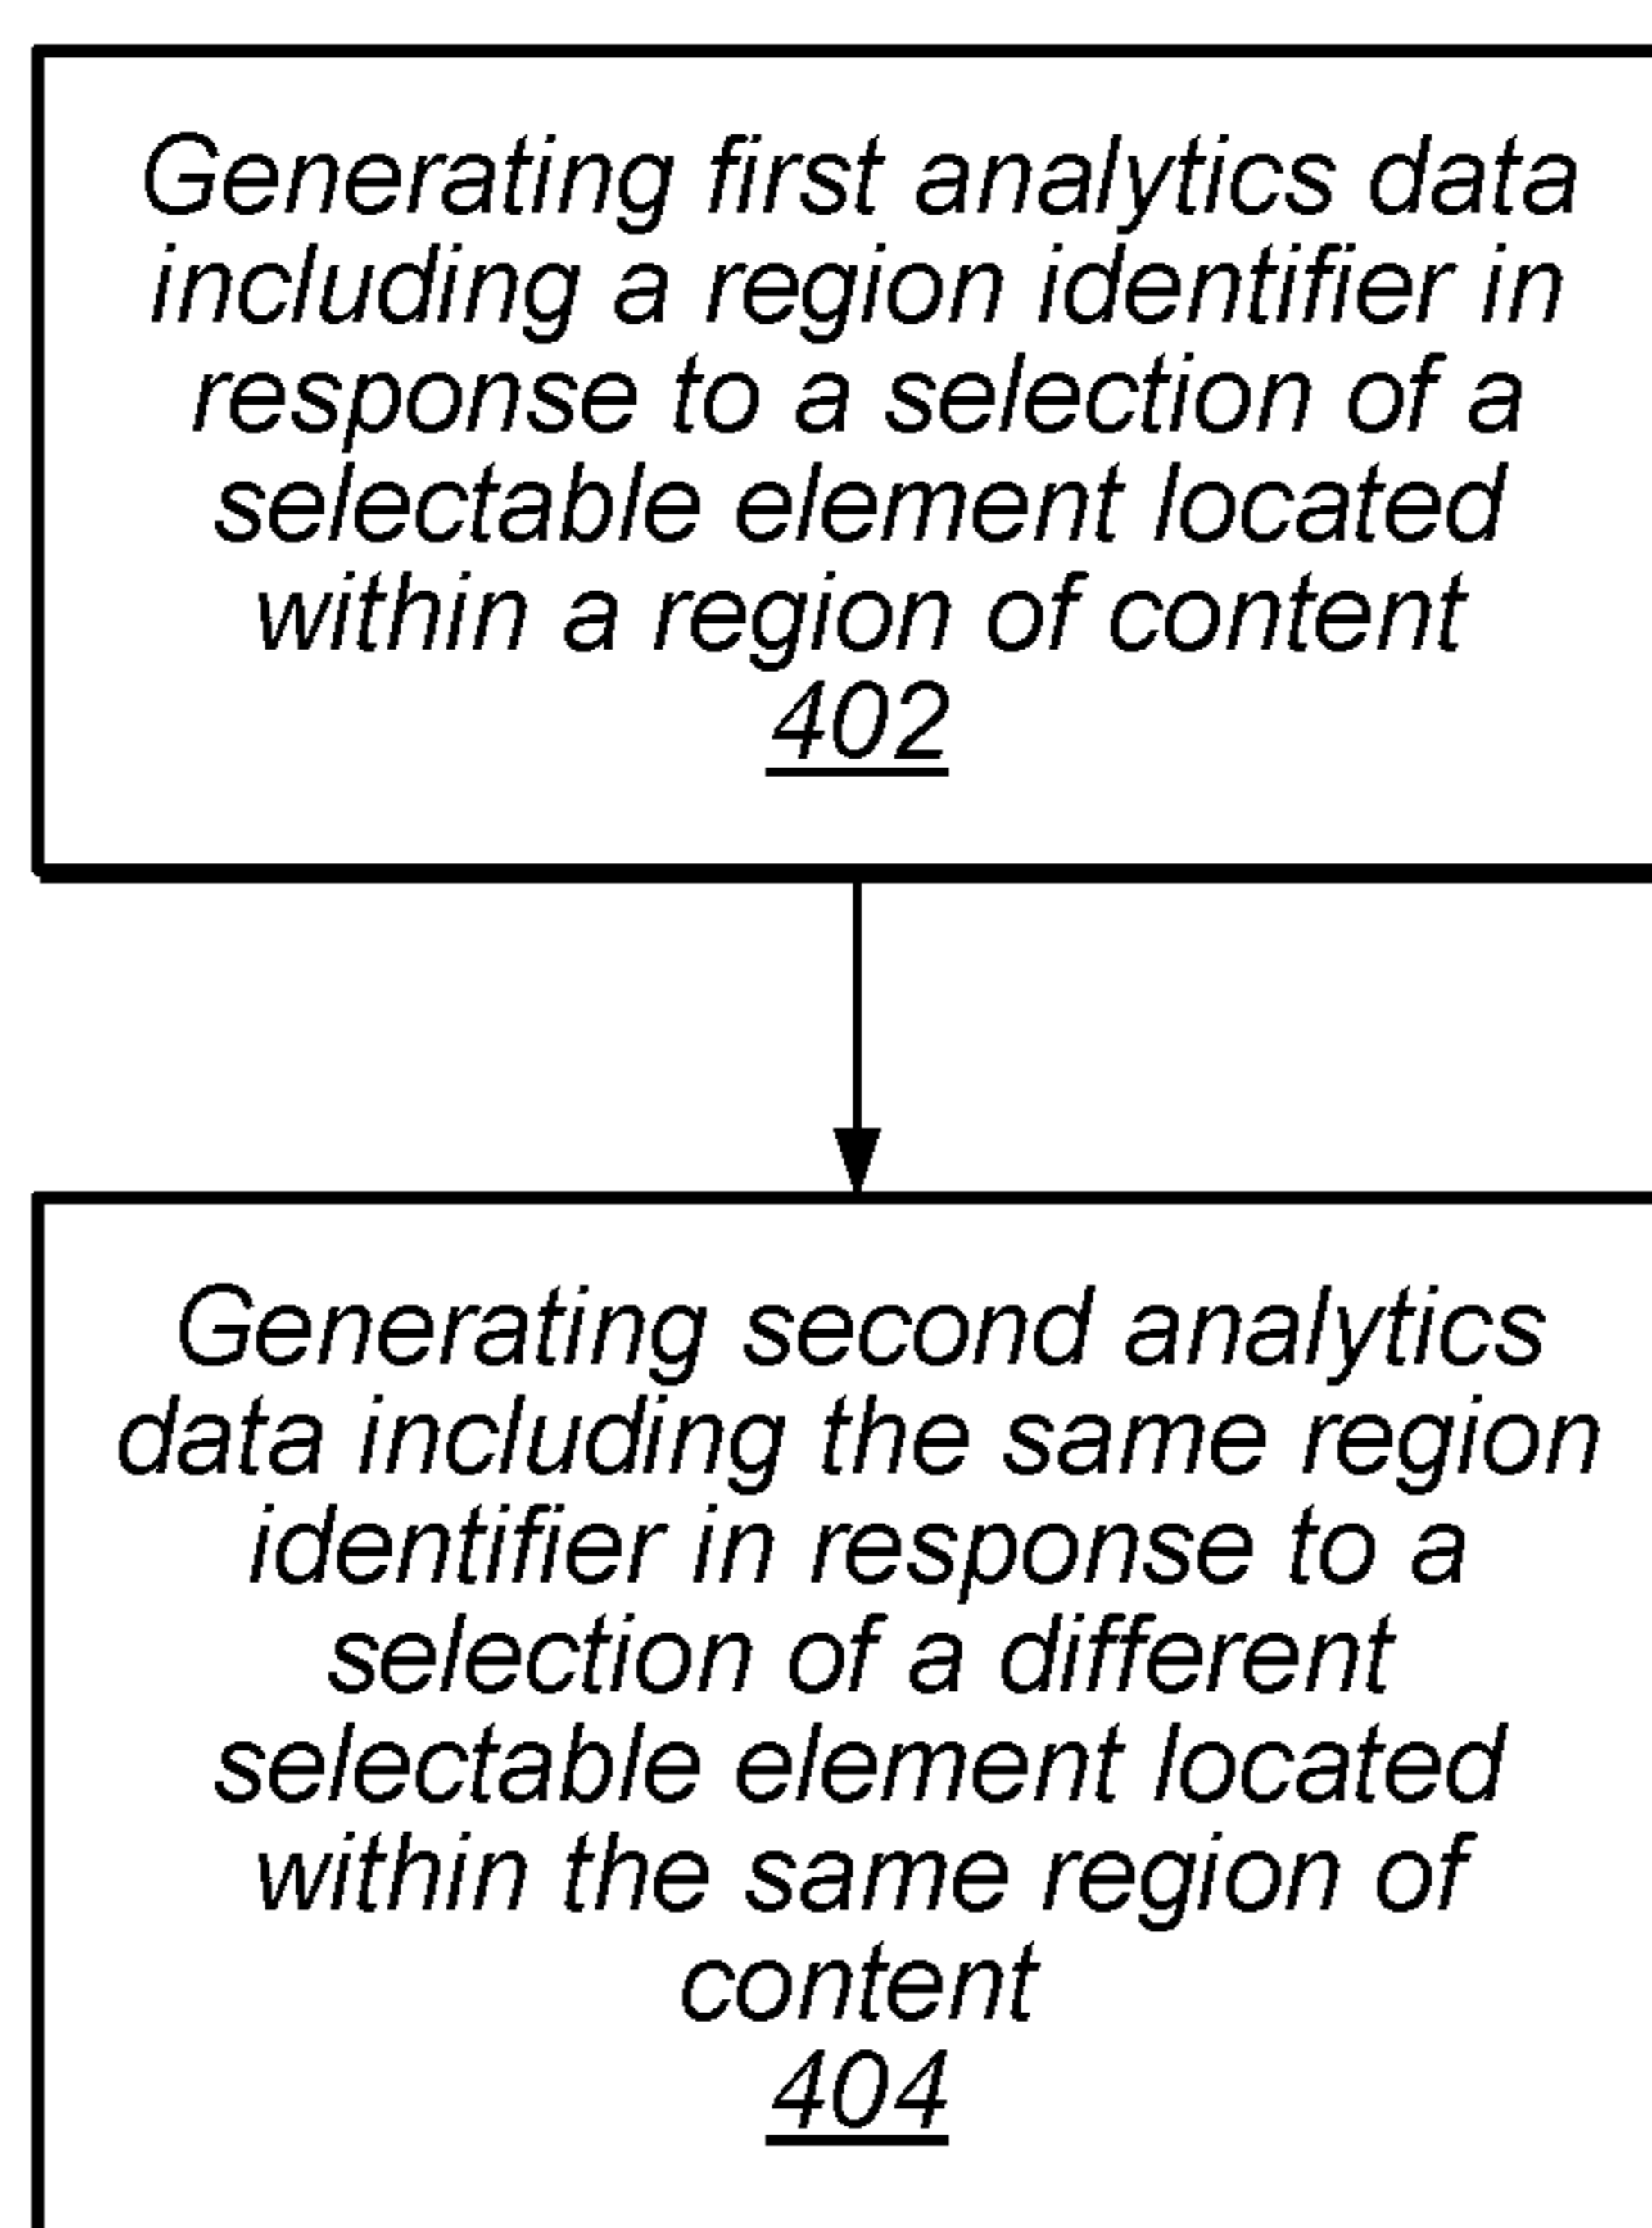 Generating first analytics data
including a region identifier in
response to a selection of a
selectable element located
within a region of content
402
Generating second analytics
data including the same region
identifier in response to a
selection of a different
selectable element located
within the same region of
content
404